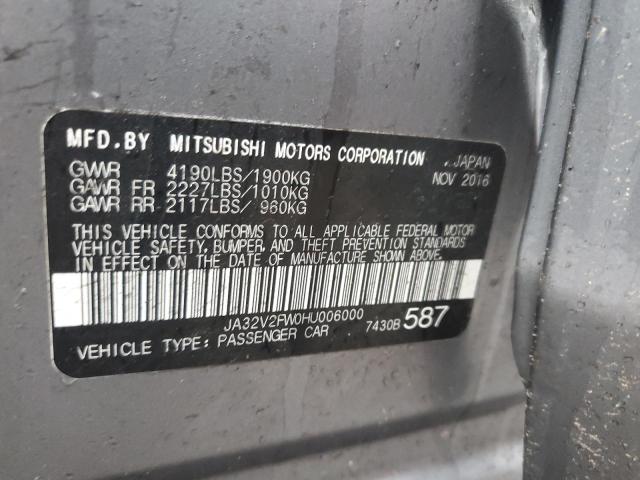 MFD.BY MITSUBISHI MOTORS CORPORATION JAPAN
NOV 2016
GVWR 4190LBS/1900KG
GAWR FR 2227LBS/1010KG
GAWR RR 2117LBS/ 960KG
THIS VEHICLE CONFORMS TO ALL APPLICABLE FEDERAL MOTOR
VEHICLE SAFETY, BUMPER, AND THEFT PREVENTION STANDARDS
IN EFFECT ON THE DATE OF MANUFACTURE SHOWN ABOVE.
JA32V2FW0HU006000 7430B 587
VEHICLE TYPE: PASSENGER CAR